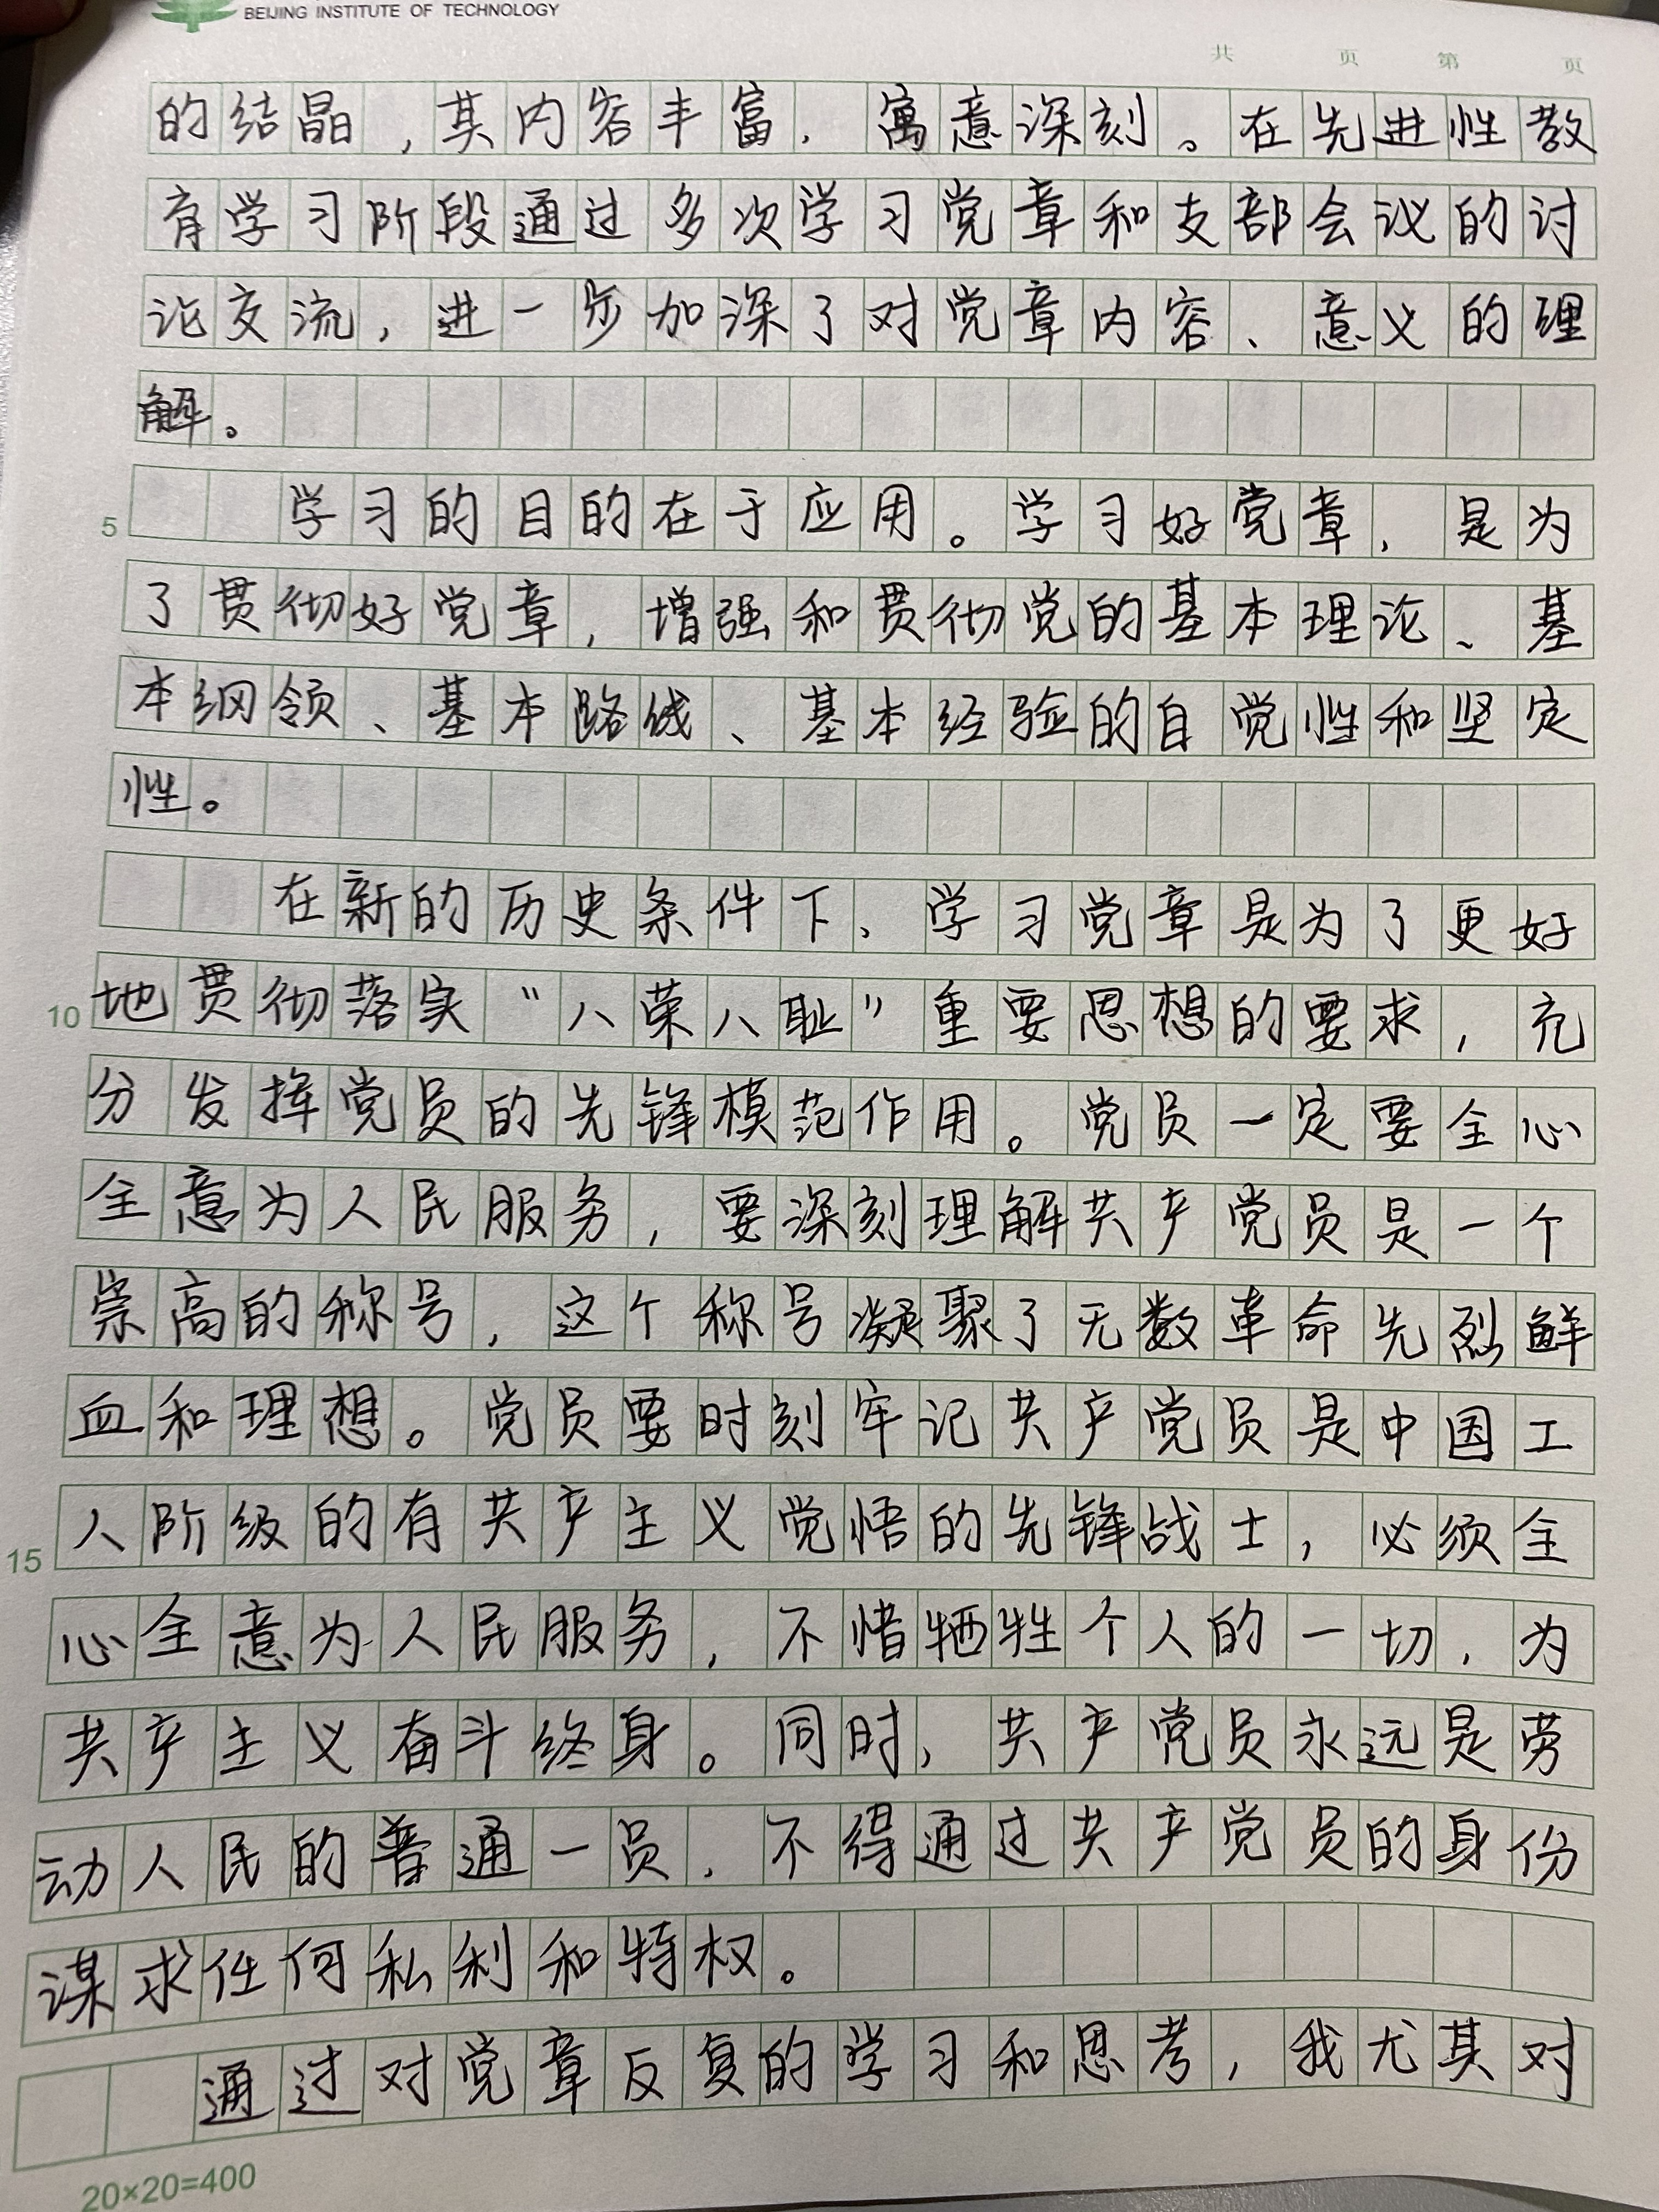 BEIJING INSTITUTE OF TECHNOLOGY
共 页 第 页
的结晶,其内容丰富,寓意深刻。在先进性教
育学习阶段通过多次学习党章和支部会议的讨
论交流,进一步加深了对党章内容、意义的理
解。
5 学习的目的在于应用。学习好党章,是为
了贯彻好党章,增强和贯彻党的基本理论、基
本纲领、基本路线、基本经验的自觉性和坚定
性。
在新的历史条件下、学习党章是为了更好
10 地贯彻落实“八荣八耻”重要思想的要求,充
分发挥党员的先锋模范作用。党员一定要全心
全意为人民服务,要深刻理解共产党员是一个
崇高的称号,这个称号凝聚了无数革命先烈鲜
血和理想。党员要时刻牢记共产党员是中国工
15 人阶级的有共产主义觉悟的先锋战士,必须全
心全意为人民服务,不惜牺牲个人的一切,为
共产主义奋斗终身。同时,共产党员永远是劳
动人民的普通一员,不得通过共产党员的身份
谋求任何私利和特权。
通过对党章反复的学习和思考,我尤其对
20×20=400